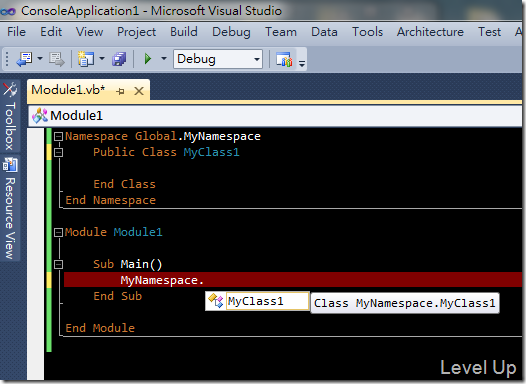 ConsoleApplication1 - Microsoft Visual Studio
File Edit View Project Build Debug Team Data Tools Architecture Test A
Debug
Toolbox
Resource View
Module1.vb*
Module1
Namespace Global.MyNamespace
Public Class MyClass1
End Class
End Namespace
Module Module1
Sub Main()
MyNamespace.
MyClass1 Class MyNamespace.MyClass1
End Sub
End Module
Level Up